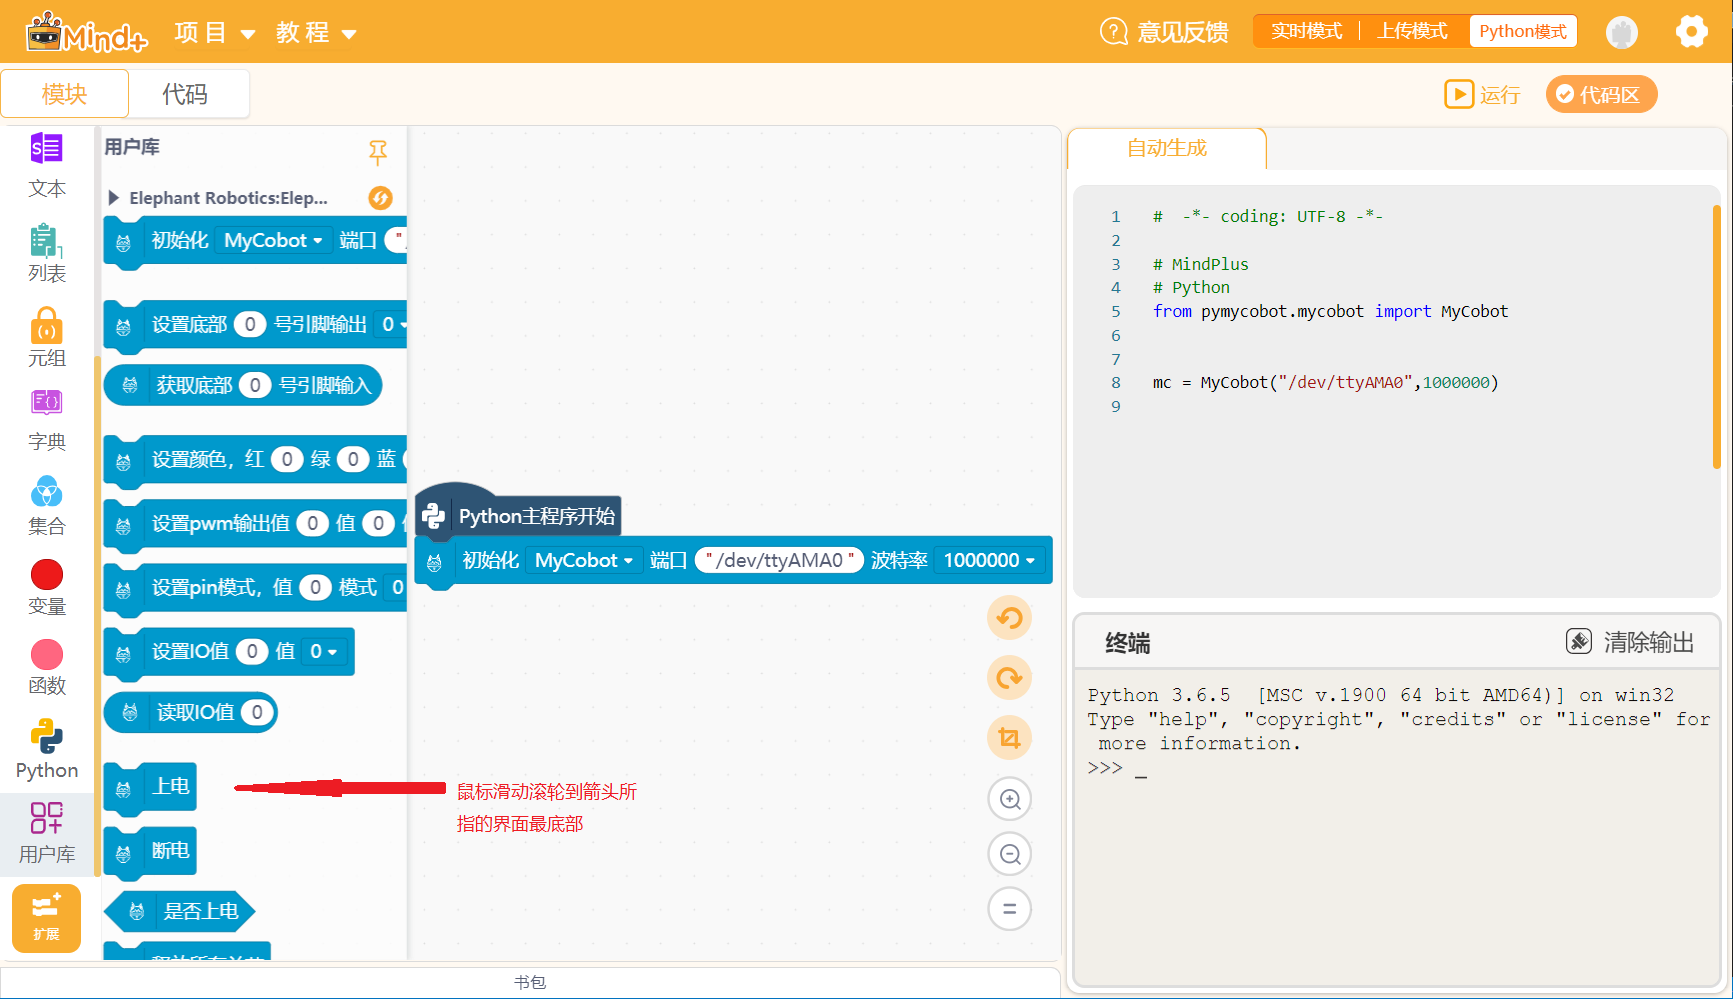 Mind+ 项目 教程 意见反馈 实时模式 上传模式 Python模式
模块 代码 运行 代码区
文本
列表
元组
字典
集合
变量
函数
Python
用户库
扩展
用户库
Elephant Robotics:Elep...
初始化 MyCobot 端口 "
设置底部 0 号引脚输出 0
获取底部 0 号引脚输入
设置颜色，红 0 绿 0 蓝
设置pwm输出值 0 值 0
设置pin模式，值 0 模式 0
设置IO值 0 值 0
读取IO值 0
上电
断电
是否上电
Python主程序开始
初始化 MyCobot 端口 "/dev/ttyAMA0" 波特率 1000000
鼠标滑动滚轮到箭头所
指的界面最底部
书包
自动生成
1 # -*- coding: UTF-8 -*-
2
3 # MindPlus
4 # Python
5 from pymycobot.mycobot import MyCobot
6
7
8 mc = MyCobot("/dev/ttyAMA0",1000000)
9
终端 清除输出
Python 3.6.5 [MSC v.1900 64 bit AMD64)] on win32
Type "help", "copyright", "credits" or "license" for
more information.
>>> _